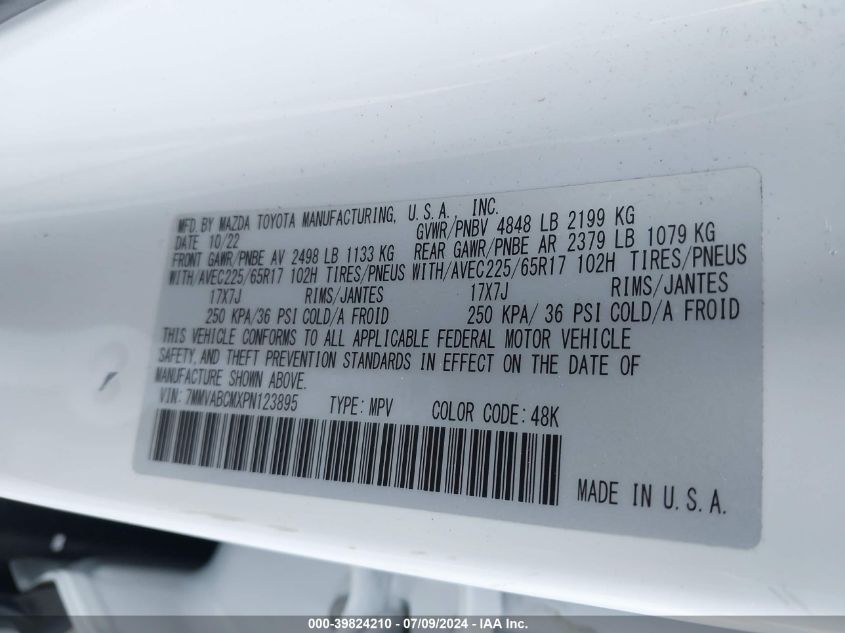 MFD. BY MAZDA TOYOTA MANUFACTURING, U.S.A. INC.
DATE 10/22 GVWR/PNBV 4848 LB 2199 KG
FRONT GAWR/PNBE AV 2498 LB 1133 KG REAR GAWR/PNBE AR 2379 LB 1079 KG
WITH/AVEC225/65R17 102H TIRES/PNEUS WITH/AVEC225/65R17 102H TIRES/PNEUS
17X7J RIMS/JANTES 17X7J RIMS/JANTES
250 KPA/36 PSI COLD/A FROID 250 KPA/ 36 PSI COLD/A FROID
THIS VEHICLE CONFORMS TO ALL APPLICABLE FEDERAL MOTOR VEHICLE
SAFETY, AND THEFT PREVENTION STANDARDS IN EFFECT ON THE DATE OF
MANUFACTURE SHOWN ABOVE.
VIN: 7MMVABCMXPN123895 TYPE: MPV COLOR CODE: 48K
MADE IN U.S.A.
000-39824210 - 07/09/2024 - IAA Inc.